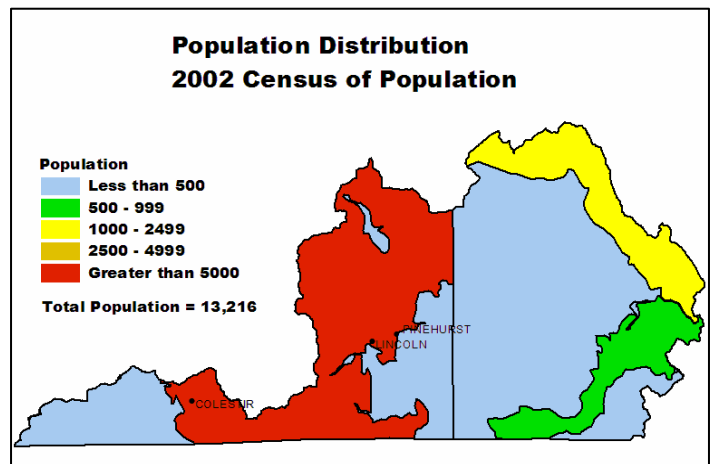 Population Distribution
2002 Census of Population
Population
Less than 500
500 - 999
1000 - 2499
2500 - 4999
Greater than 5000
Total Population = 13,216
PINEHURST
LINCOLN
COLESTIR